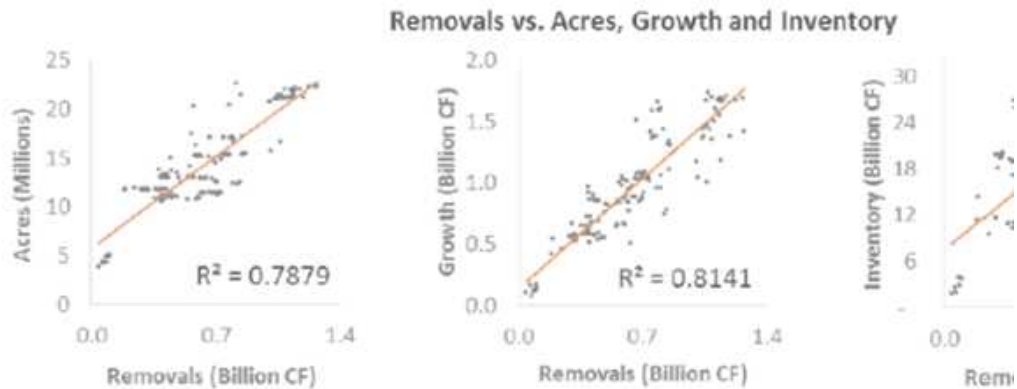 Removals vs. Acres, Growth and Inventory
Acres (Millions)
25
20
15
10
5
0
R² = 0.7879
0.0 0.7 1.4
Removals (Billion CF)
Growth (Billion CF)
2.0
1.5
1.0
0.5
0.0
R² = 0.8141
0.0 0.7 1.4
Removals (Billion CF)
Inventory (Billion CF)
30
24
18
12
6
-
0.0
Remo